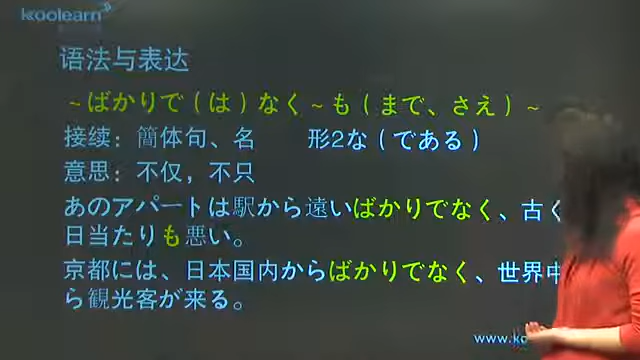 koolearn
语法与表达
～ばかりで（は）なく～も（まで、さえ）～
接续：簡体句、名　　形2な（である）
意思：不仅，不只
あのアパートは駅から遠いばかりでなく、古く
日当たりも悪い。
京都には、日本国内からばかりでなく、世界中
ら観光客が来る。
www.ko